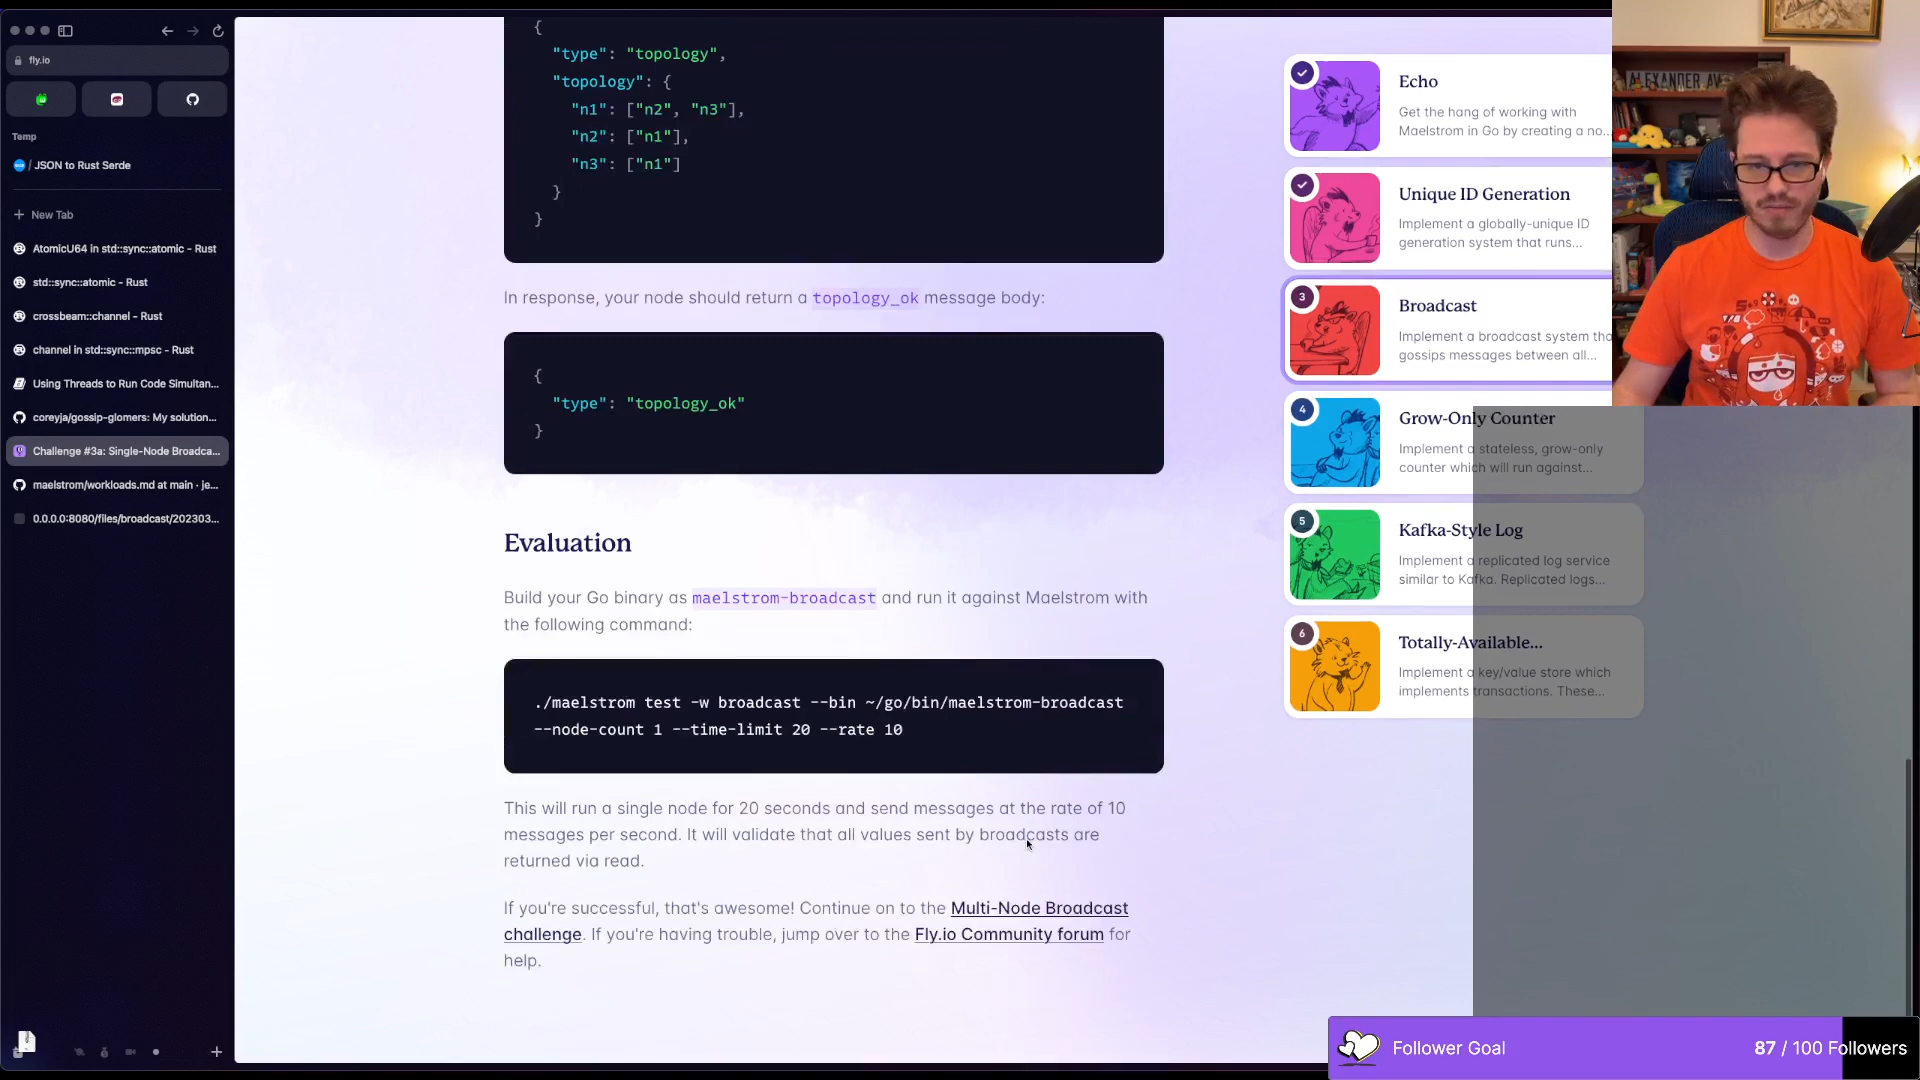 fly.io
Temp
/ JSON to Rust Serde
New Tab
AtomicU64 in std::sync::atomic - Rust
std::sync::atomic - Rust
crossbeam::channel - Rust
channel in std::sync::mpsc - Rust
Using Threads to Run Code Simultan...
coreyja/gossip-glomers: My solution...
Challenge #3a: Single-Node Broadca...
maelstrom/workloads.md at main · je...
0.0.0.0:8080/files/broadcast/202303...
{
"type": "topology",
"topology": {
"n1": ["n2", "n3"],
"n2": ["n1"],
"n3": ["n1"]
}
}
In response, your node should return a topology_ok message body:
{
"type": "topology_ok"
}
Evaluation
Build your Go binary as maelstrom-broadcast and run it against Maelstrom with
the following command:
./maelstrom test -w broadcast --bin ~/go/bin/maelstrom-broadcast
--node-count 1 --time-limit 20 --rate 10
This will run a single node for 20 seconds and send messages at the rate of 10
messages per second. It will validate that all values sent by broadcasts are
returned via read.
If you're successful, that's awesome! Continue on to the Multi-Node Broadcast
challenge. If you're having trouble, jump over to the Fly.io Community forum for
help.
Echo
Get the hang of working with
Maelstrom in Go by creating a no...
Unique ID Generation
Implement a globally-unique ID
generation system that runs...
3
Broadcast
Implement a broadcast system tha
gossips messages between all...
4
Grow-Only Counter
Implement a stateless, grow-only
counter which will run against...
5
Kafka-Style Log
Implement a replicated log service
similar to Kafka. Replicated logs...
6
Totally-Available...
Implement a key/value store which
implements transactions. These...
ALEXANDER AV
Follower Goal
87 / 100 Followers